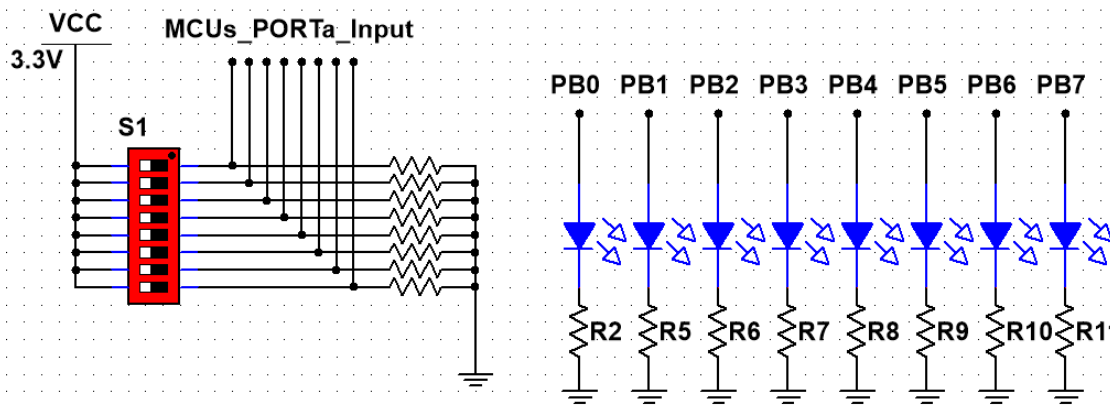 VCC
3.3V
MCUs_PORTa_Input
S1
PB0 PB1 PB2 PB3 PB4 PB5 PB6 PB7
R2 R5 R6 R7 R8 R9 R10